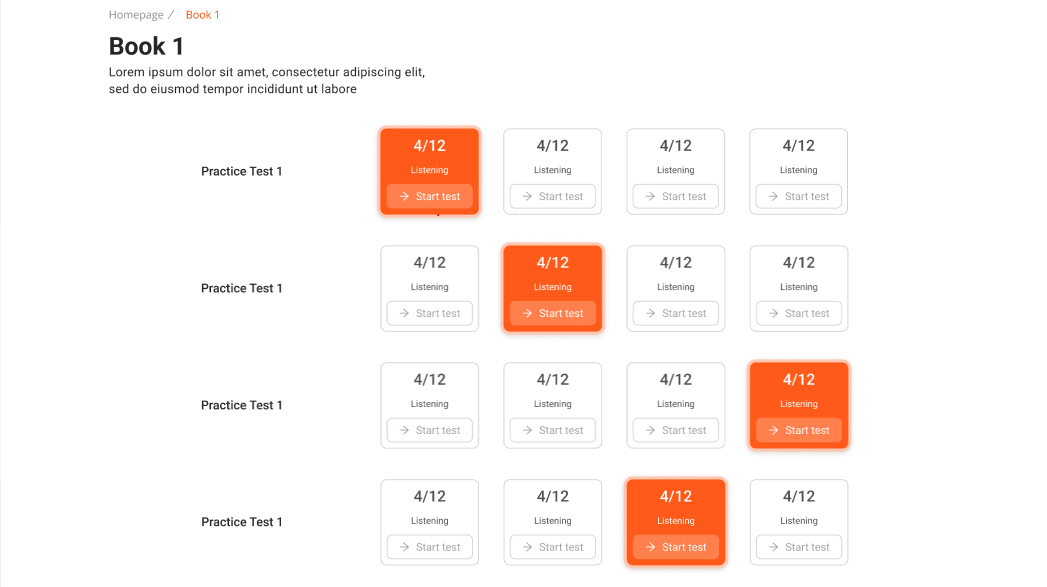 Homepage / Book 1
Book 1
Lorem ipsum dolor sit amet, consectetur adipiscing elit,
sed do eiusmod tempor incididunt ut labore
4/12 4/12 4/12 4/12
Practice Test 1 Listening Listening Listening Listening
→ Start test → Start test → Start test → Start test
4/12 4/12 4/12 4/12
Practice Test 1 Listening Listening Listening Listening
→ Start test → Start test → Start test → Start test
4/12 4/12 4/12 4/12
Practice Test 1 Listening Listening Listening Listening
→ Start test → Start test → Start test → Start test
4/12 4/12 4/12 4/12
Practice Test 1 Listening Listening Listening Listening
→ Start test → Start test → Start test → Start test